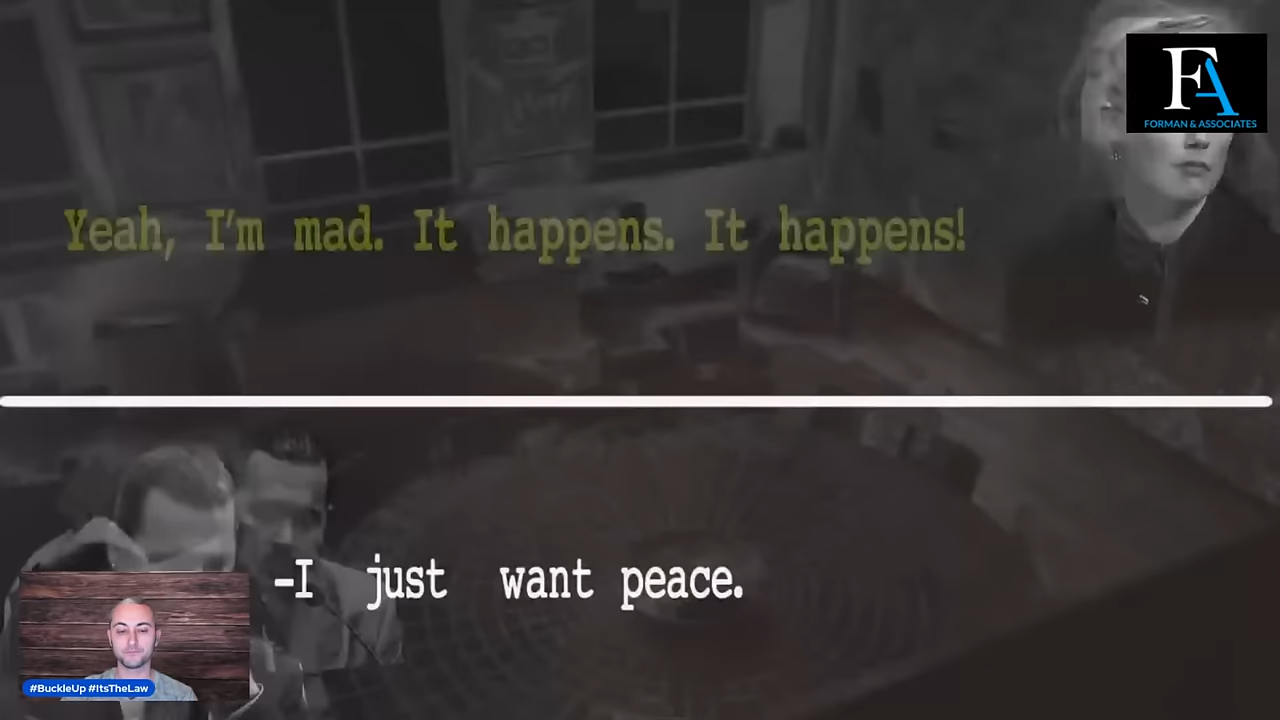 FA
FORMAN & ASSOCIATES
Yeah, I'm mad. It happens. It happens!
-I just want peace.
#BuckleUp #ItsTheLaw